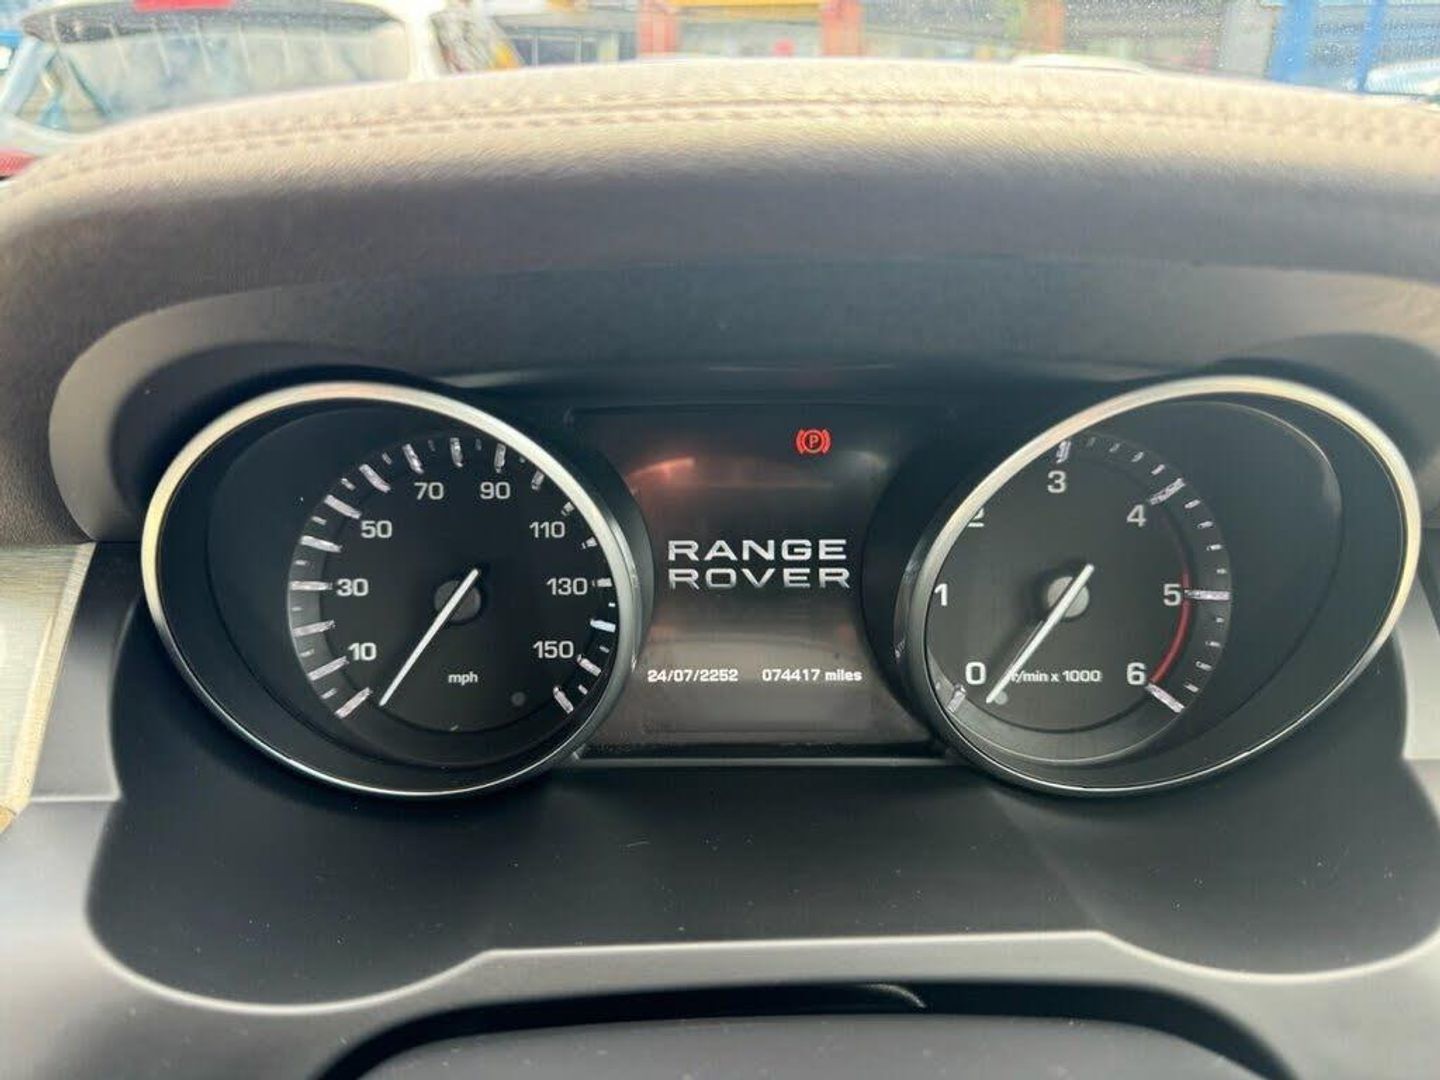 P
RANGE
ROVER
24/07/2252 074417 miles
10 30 50 70 90 110 130 150
mph
0 1 2 3 4 5 6
r/min x 1000